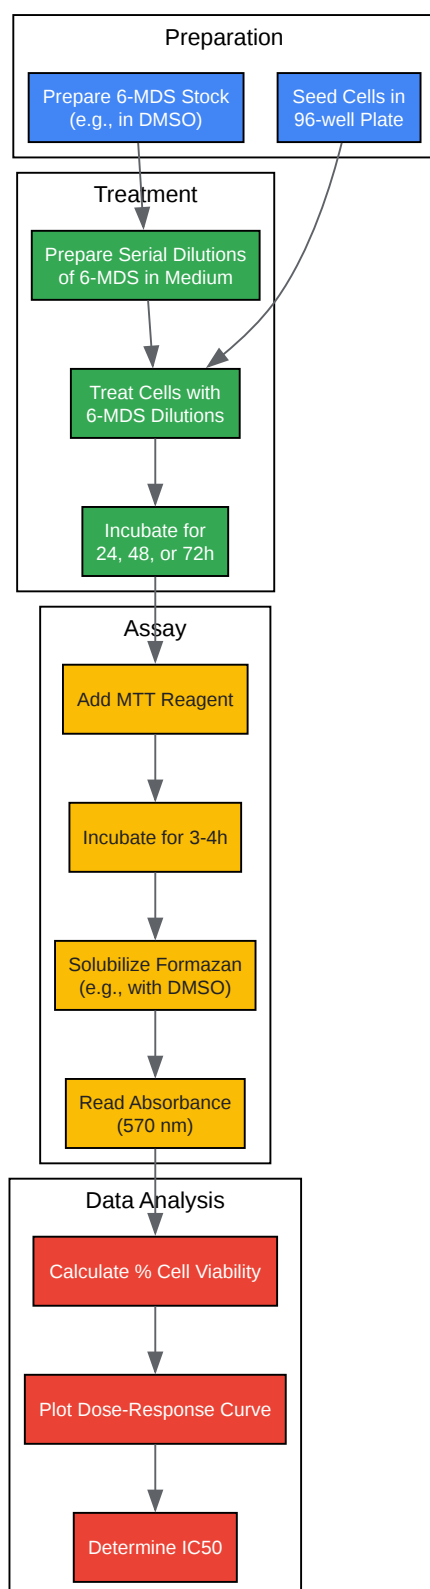 Preparation
Prepare 6-MDS Stock
(e.g., in DMSO)
Seed Cells in
96-well Plate
Treatment
Prepare Serial Dilutions
of 6-MDS in Medium
Treat Cells with
6-MDS Dilutions
Incubate for
24, 48, or 72h
Assay
Add MTT Reagent
Incubate for 3-4h
Solubilize Formazan
(e.g., with DMSO)
Read Absorbance
(570 nm)
Data Analysis
Calculate % Cell Viability
Plot Dose-Response Curve
Determine IC50